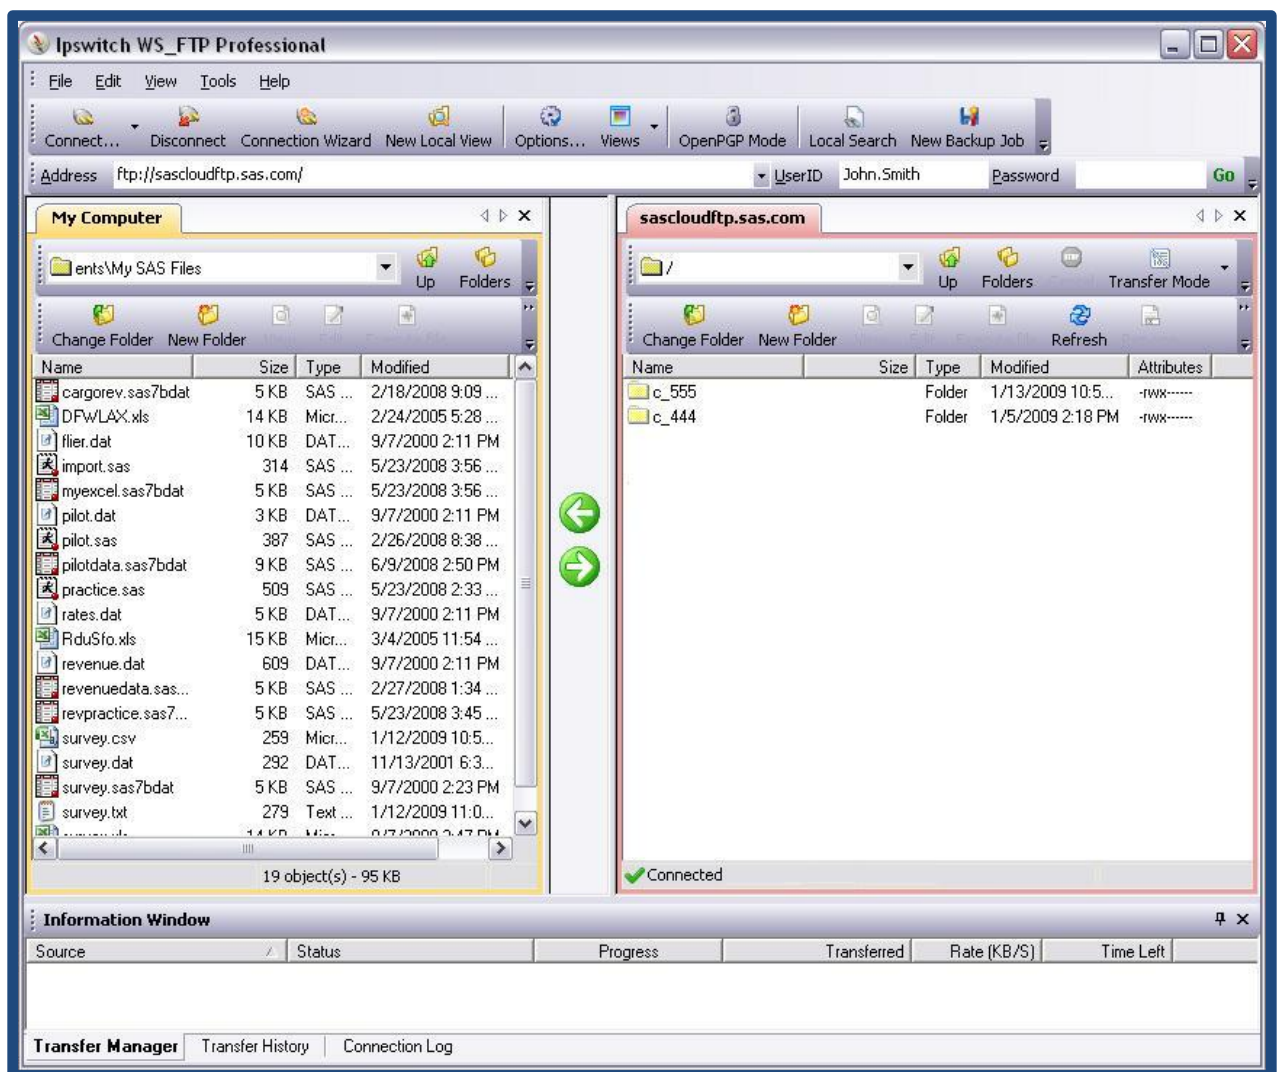 Ipswitch WS_FTP Professional
File Edit View Tools Help
Connect... Disconnect Connection Wizard New Local View Options... Views OpenPGP Mode Local Search New Backup Job
Address ftp://sascloudftp.sas.com/ UserID John.Smith Password Go
My Computer
ents\My SAS Files
Up Folders
Change Folder New Folder
Name Size Type Modified
cargorev.sas7bdat 5 KB SAS ... 2/18/2008 9:09 ...
DFWLAX.xls 14 KB Micr... 2/24/2005 5:28 ...
flier.dat 10 KB DAT... 9/7/2000 2:11 PM
import.sas 314 SAS ... 5/23/2008 3:56 ...
myexcel.sas7bdat 5 KB SAS ... 5/23/2008 3:56 ...
pilot.dat 3 KB DAT... 9/7/2000 2:11 PM
pilot.sas 387 SAS ... 2/26/2008 8:38 ...
pilotdata.sas7bdat 9 KB SAS ... 6/9/2008 2:50 PM
practice.sas 509 SAS ... 5/23/2008 2:33 ...
rates.dat 5 KB DAT... 9/7/2000 2:11 PM
RduSfo.xls 15 KB Micr... 3/4/2005 11:54 ...
revenue.dat 609 DAT... 9/7/2000 2:11 PM
revenuedata.sas... 5 KB SAS ... 2/27/2008 1:34 ...
revpractice.sas7... 5 KB SAS ... 5/23/2008 3:45 ...
survey.csv 259 Micr... 1/12/2009 10:5...
survey.dat 292 DAT... 11/13/2001 6:3...
survey.sas7bdat 5 KB SAS ... 9/7/2000 2:23 PM
survey.txt 279 Text ... 1/12/2009 11:0...
19 object(s) - 95 KB
sascloudftp.sas.com
/
Up Folders Transfer Mode
Change Folder New Folder Refresh
Name Size Type Modified Attributes
c_555 Folder 1/13/2009 10:5... -rwx------
c_444 Folder 1/5/2009 2:18 PM -rwx------
Connected
Information Window
Source Status Progress Transferred Rate (KB/S) Time Left
Transfer Manager Transfer History Connection Log